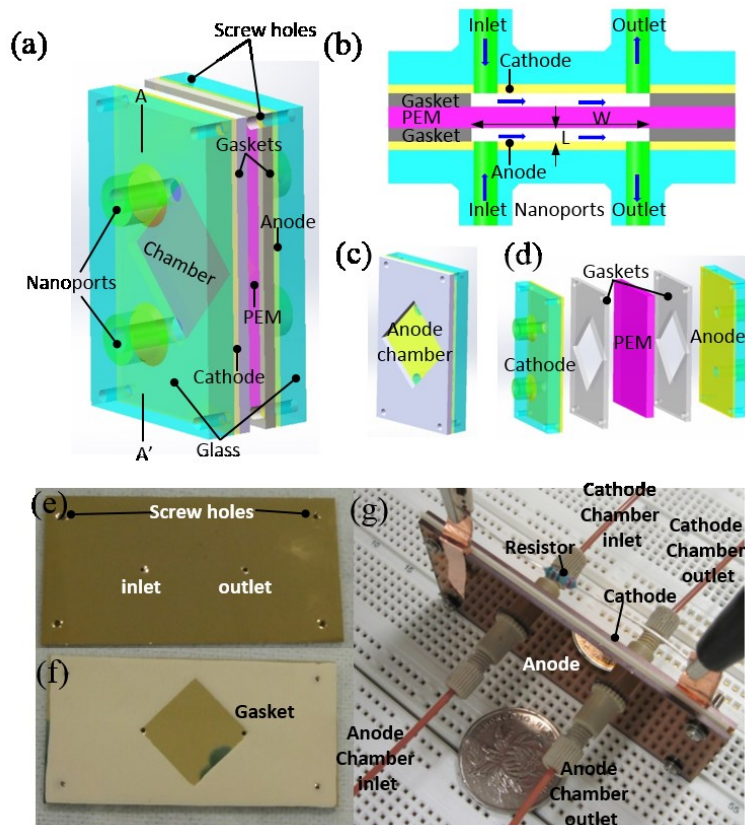 (a)
Screw holes
A
Gaskets
Anode
Chamber
Nanoports
PEM
Cathode
A'
Glass
(b)
Inlet
Outlet
Cathode
Gasket
PEM
W
Gasket
L
Anode
Inlet
Nanoports
Outlet
(c)
Anode
chamber
(d)
Gaskets
Cathode
PEM
Anode
(e)
Screw holes
inlet
outlet
(f)
Gasket
(g)
Cathode
Chamber
inlet
Cathode
Chamber
outlet
Resistor
Cathode
Anode
Anode
Chamber
inlet
Anode
Chamber
outlet